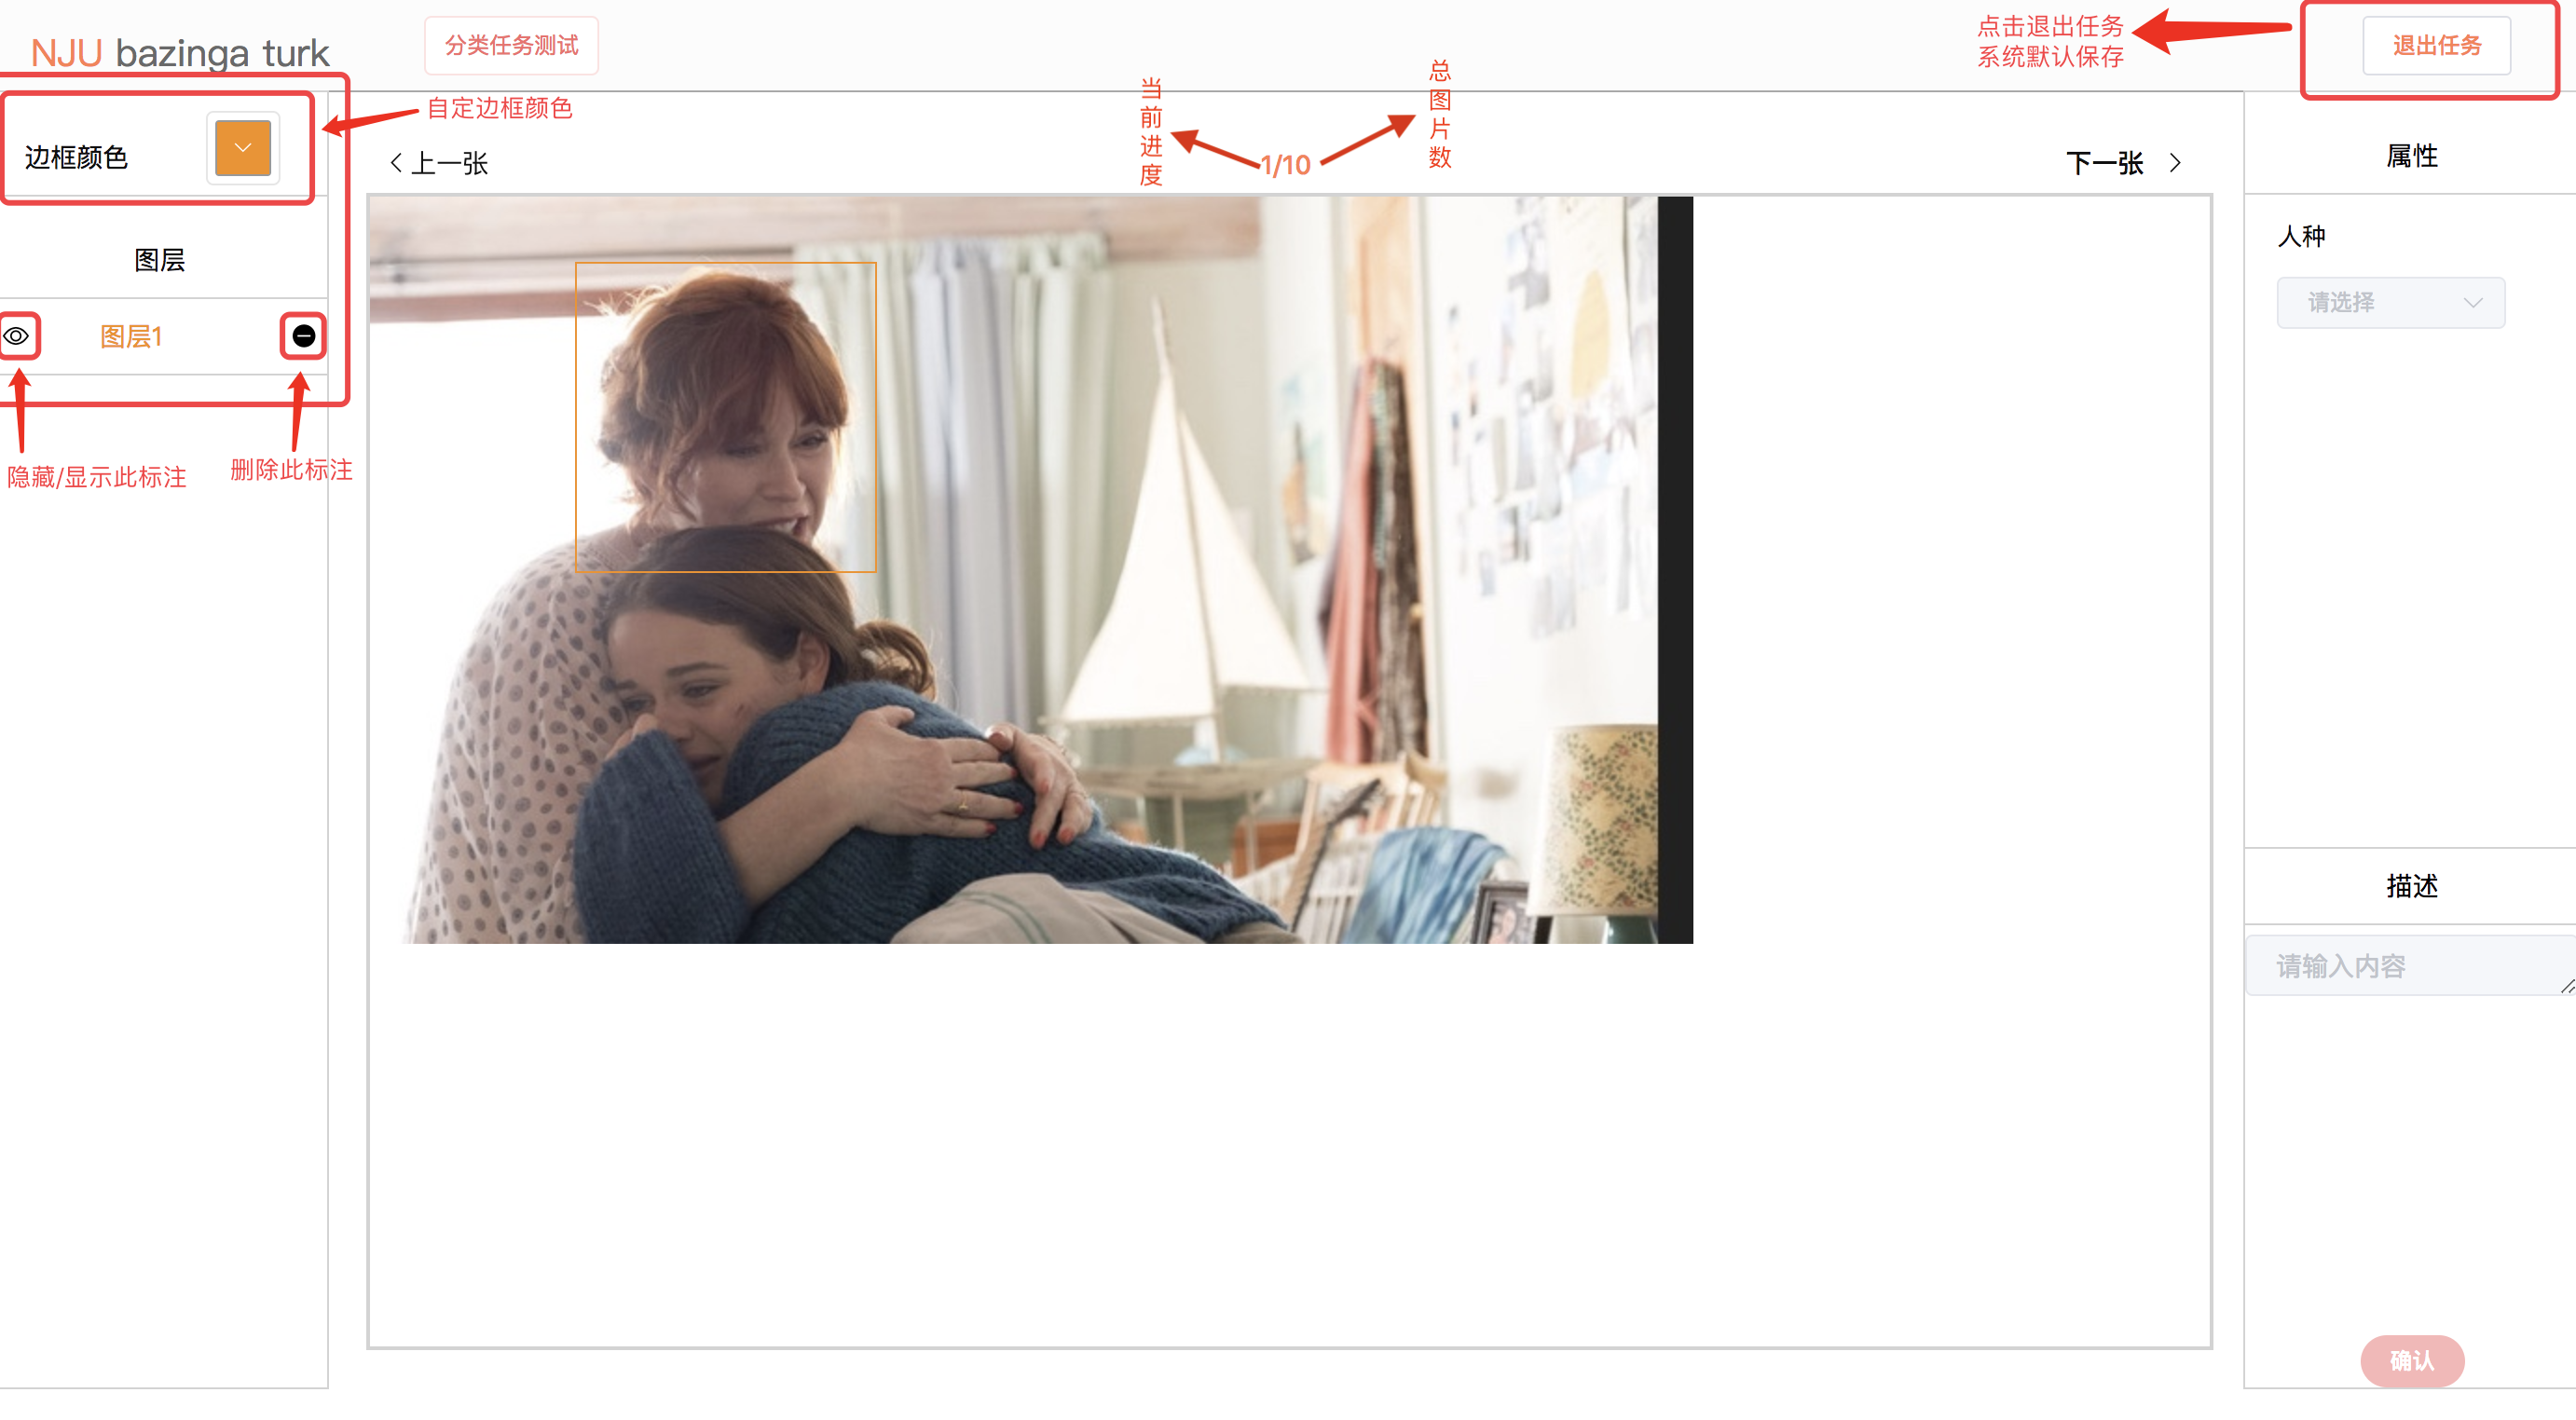 NJU bazinga turk
分类任务测试
点击退出任务
系统默认保存
退出任务
边框颜色
自定边框颜色
上一张
当前进度
1/10
总图片数
下一张
属性
图层
人种
请选择
图层1
隐藏/显示此标注
删除此标注
描述
请输入内容
确认